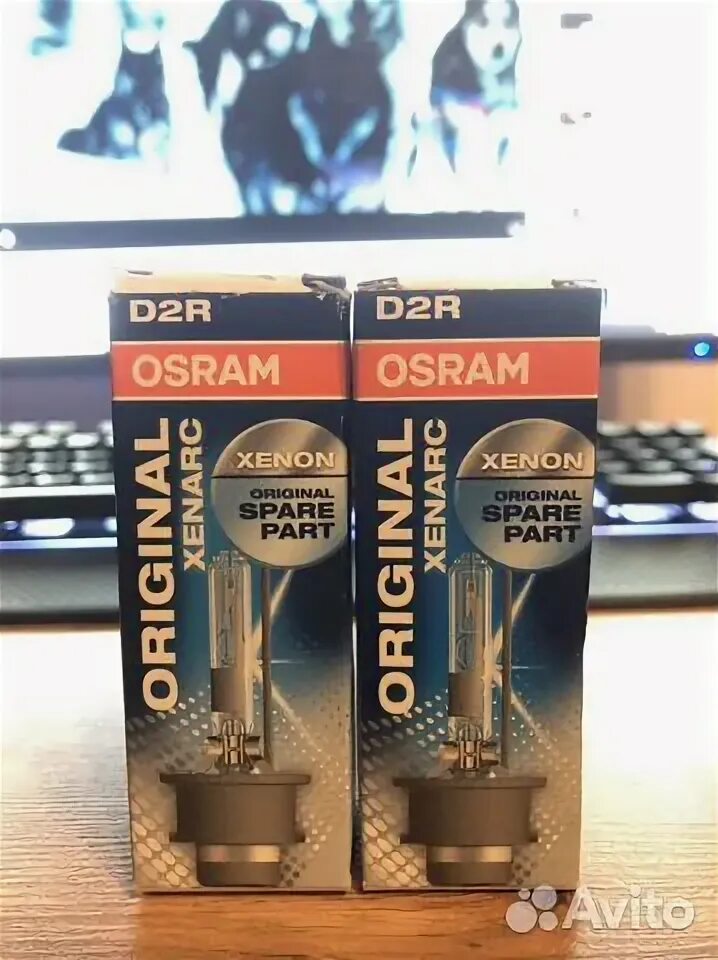 D2R
OSRAM
ORIGINAL
XENARC
XENON
ORIGINAL
SPARE
PART
D2R
OSRAM
ORIGINAL
XENARC
XENON
ORIGINAL
SPARE
PART
Avito